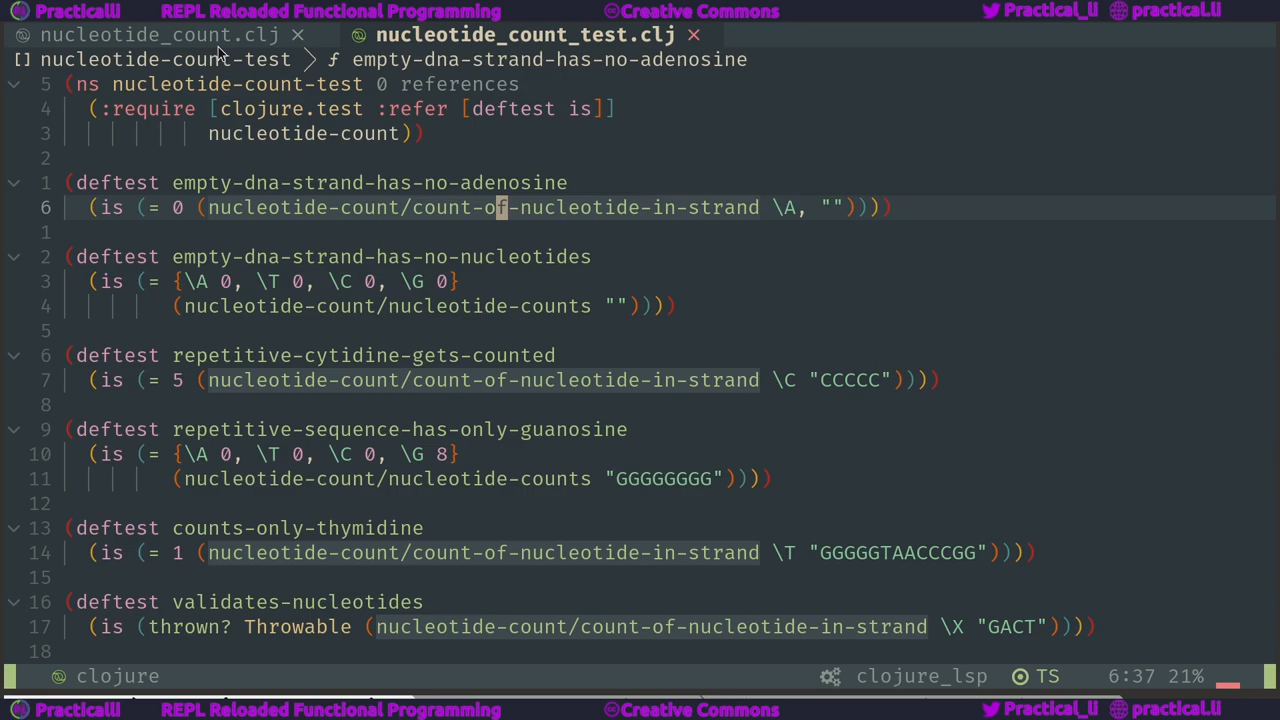 Practicalli REPL Reloaded Functional Programming Creative Commons Practical_li practical.li
nucleotide_count.clj × nucleotide_count_test.clj ×
[] nucleotide-count-test > ƒ empty-dna-strand-has-no-adenosine
5 (ns nucleotide-count-test 0 references
4 (:require [clojure.test :refer [deftest is]]
3 nucleotide-count))
2
1 (deftest empty-dna-strand-has-no-adenosine
6 (is (= 0 (nucleotide-count/count-of-nucleotide-in-strand \A, ""))))
1
2 (deftest empty-dna-strand-has-no-nucleotides
3 (is (= {\A 0, \T 0, \C 0, \G 0}
4 (nucleotide-count/nucleotide-counts ""))))
5
6 (deftest repetitive-cytidine-gets-counted
7 (is (= 5 (nucleotide-count/count-of-nucleotide-in-strand \C "CCCCC"))))
8
9 (deftest repetitive-sequence-has-only-guanosine
10 (is (= {\A 0, \T 0, \C 0, \G 8}
11 (nucleotide-count/nucleotide-counts "GGGGGGGG"))))
12
13 (deftest counts-only-thymidine
14 (is (= 1 (nucleotide-count/count-of-nucleotide-in-strand \T "GGGGGTAACCCGG"))))
15
16 (deftest validates-nucleotides
17 (is (thrown? Throwable (nucleotide-count/count-of-nucleotide-in-strand \X "GACT"))))
18
clojure clojure_lsp TS 6:37 21%
Practicalli REPL Reloaded Functional Programming Creative Commons Practical_li practical.li